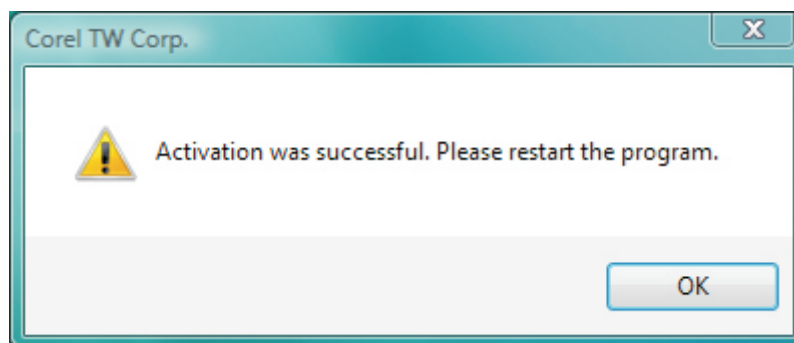 Corel TW Corp.
Activation was successful. Please restart the program.
OK